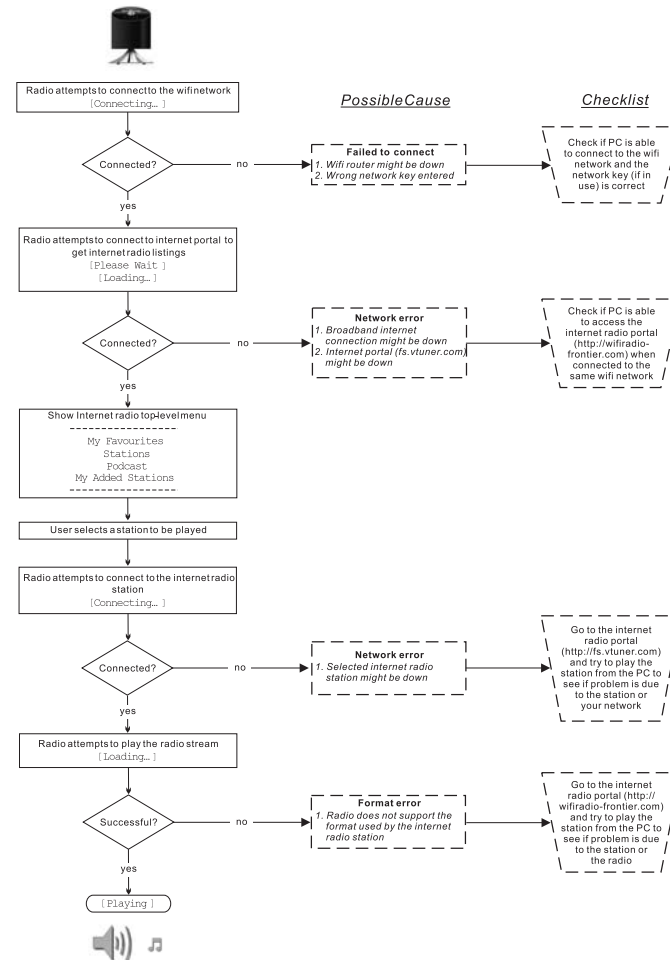 Radio attempts to connect to the wifi network
[Connecting… ]
Possible Cause
Checklist
Connected?
no
yes
Failed to connect
1. Wifi router might be down
2. Wrong network key entered
Check if PC is able
to connect to the wifi
network and the
network key (if in
use) is correct
Radio attempts to connect to internet portal to
get internet radio listings
[Please Wait ]
[Loading… ]
Connected?
no
yes
Network error
1. Broadband internet
connection might be down
2. Internet portal (fs.vtuner.com)
might be down
Check if PC is able
to access the
internet radio portal
(http://wifiradio-
frontier.com) when
connected to the
same wifi network
Show Internet radio top-level menu
My Favourites
Stations
Podcast
My Added Stations
User selects a station to be played
Radio attempts to connect to the internet radio
station
[Connecting… ]
Connected?
no
yes
Network error
1. Selected internet radio
station might be down
Go to the internet
radio portal
(http://fs.vtuner.com)
and try to play the
station from the PC to
see if problem is due
to the station or
your network
Radio attempts to play the radio stream
[Loading… ]
Successful?
no
yes
Format error
1. Radio does not support the
format used by the internet
radio station
Go to the internet
radio portal (http://
wifiradio-frontier.com)
and try to play the
station from the PC to
see if problem is due
to the station or
the radio
[Playing ]